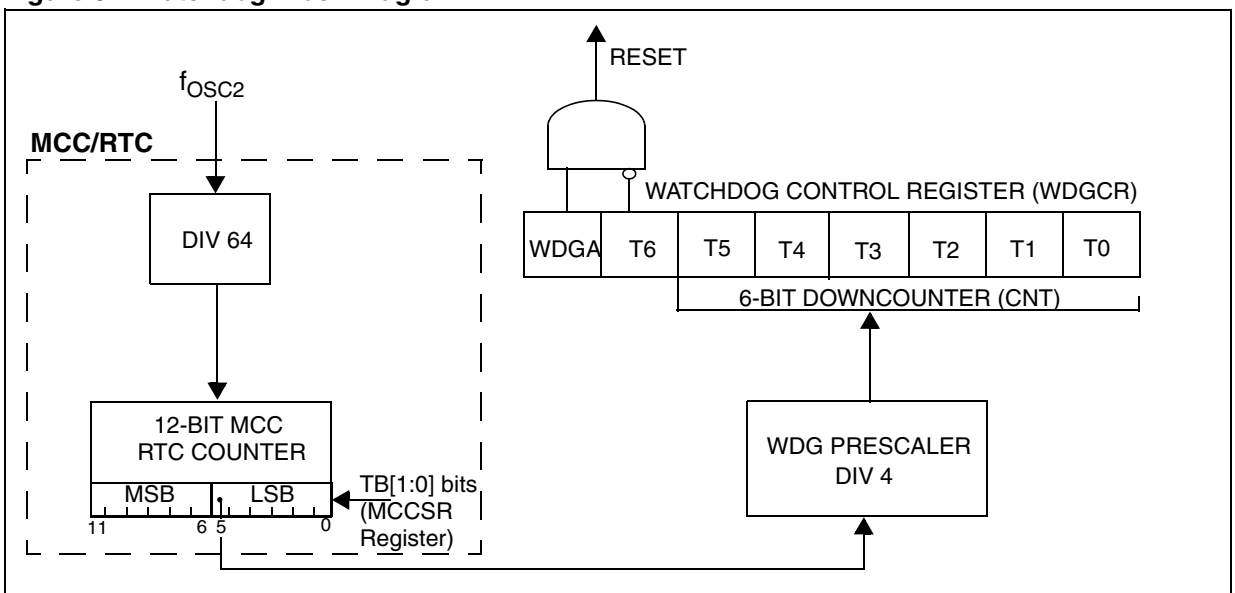 fOSC2
MCC/RTC
DIV 64
12-BIT MCC
RTC COUNTER
MSB LSB
11 6 5 0
TB[1:0] bits
(MCCSR
Register)
RESET
WATCHDOG CONTROL REGISTER (WDGCR)
WDGA T6 T5 T4 T3 T2 T1 T0
6-BIT DOWNCOUNTER (CNT)
WDG PRESCALER
DIV 4